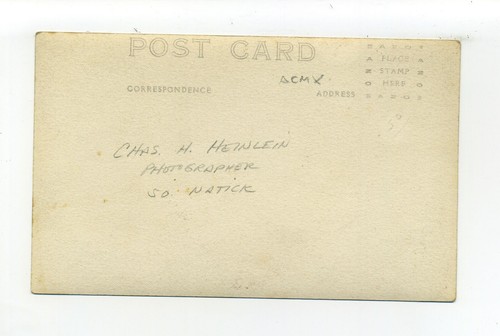 POST CARD
ACMX
CORRESPONDENCE
ADDRESS
PLACE
STAMP
HERE
CHAS. H. HEINLEIN
PHOTOGRAPHER
SO. NATICK